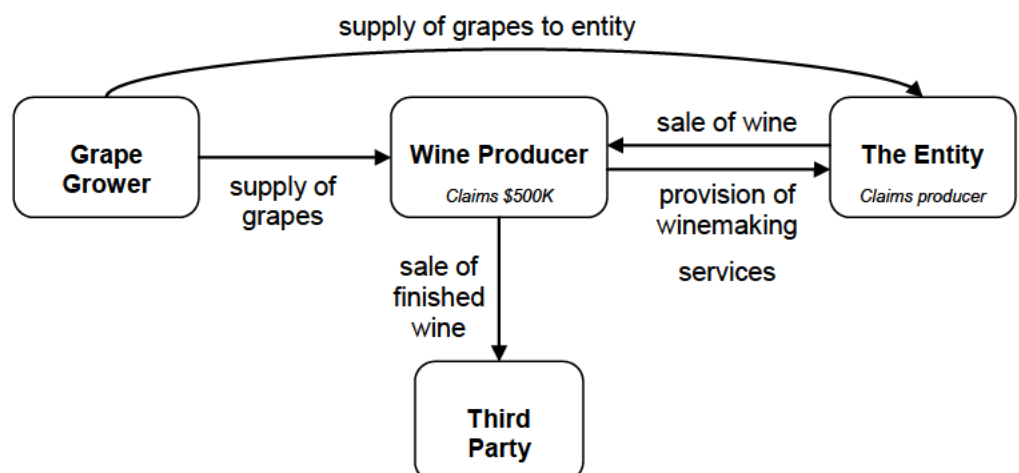 supply of grapes to entity
Grape
Grower
supply of
grapes
Wine Producer
Claims $500K
sale of wine
provision of
winemaking
services
The Entity
Claims producer
sale of
finished
wine
Third
Party